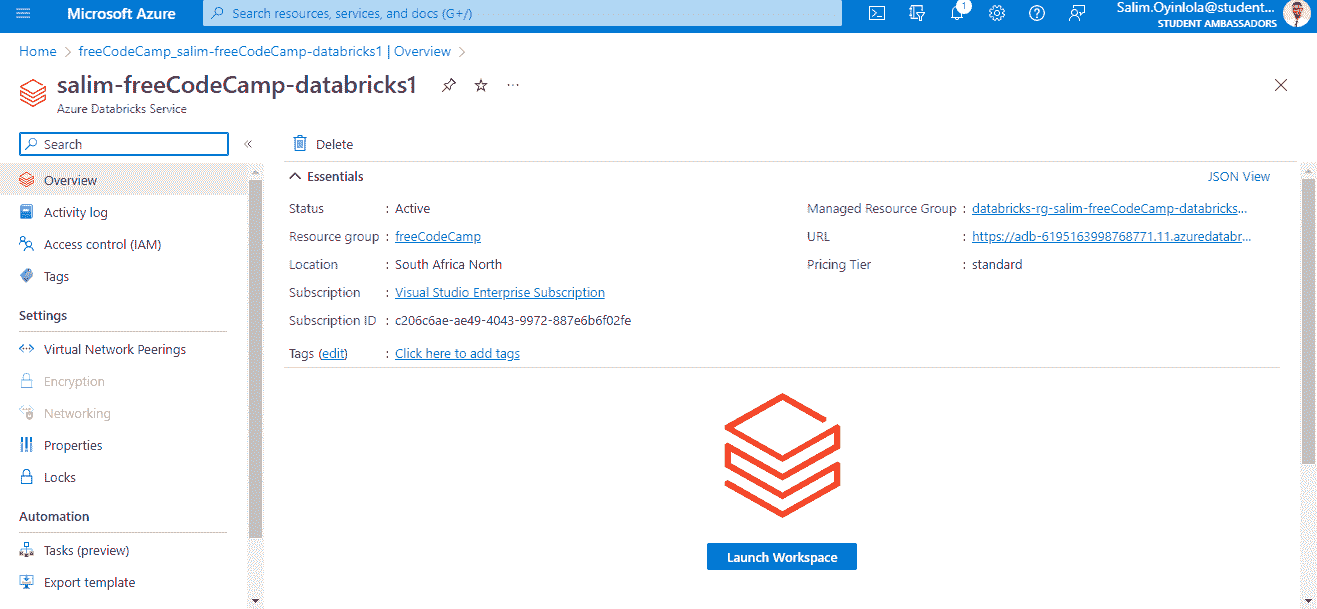 Microsoft Azure
Search resources, services, and docs (G+/)
1
Salim.Oyinlola@student...
STUDENT AMBASSADORS
Home > freeCodeCamp_salim-freeCodeCamp-databricks1 | Overview >
salim-freeCodeCamp-databricks1 ...
Azure Databricks Service
Search «
Delete
Overview
Activity log
Access control (IAM)
Tags
Settings
Virtual Network Peerings
Encryption
Networking
Properties
Locks
Automation
Tasks (preview)
Export template
Essentials JSON View
Status : Active
Resource group : freeCodeCamp
Location : South Africa North
Subscription : Visual Studio Enterprise Subscription
Subscription ID : c206c6ae-ae49-4043-9972-887e6b6f02fe
Tags (edit) : Click here to add tags
Managed Resource Group : databricks-rg-salim-freeCodeCamp-databricks...
URL : https://adb-6195163998768771.11.azuredatabr...
Pricing Tier : standard
Launch Workspace